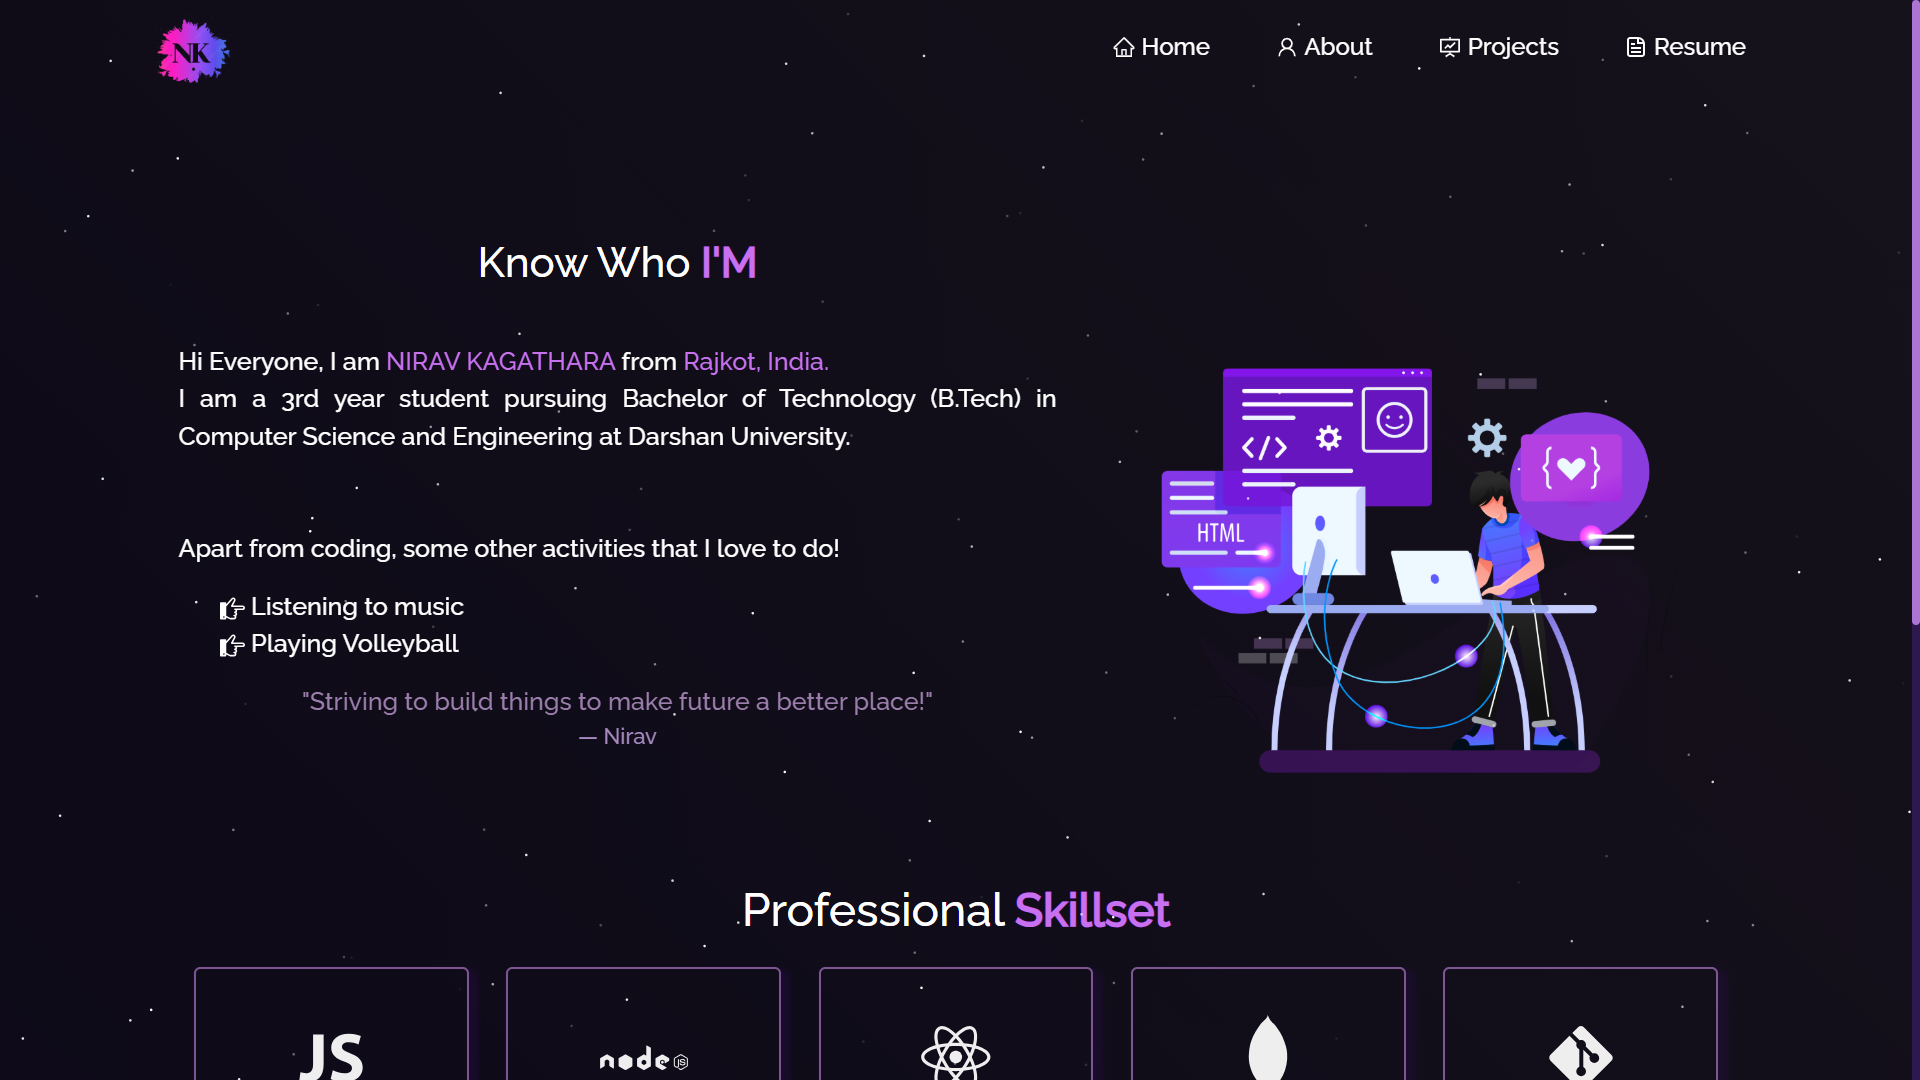 NK
Home
About
Projects
Resume
Know Who I'M
Hi Everyone, I am NIRAV KAGATHARA from Rajkot, India.
I am a 3rd year student pursuing Bachelor of Technology (B.Tech) in
Computer Science and Engineering at Darshan University.
Apart from coding, some other activities that I love to do!
Listening to music
Playing Volleyball
"Striving to build things to make future a better place!"
— Nirav
HTML
Professional Skillset
JS
node JS